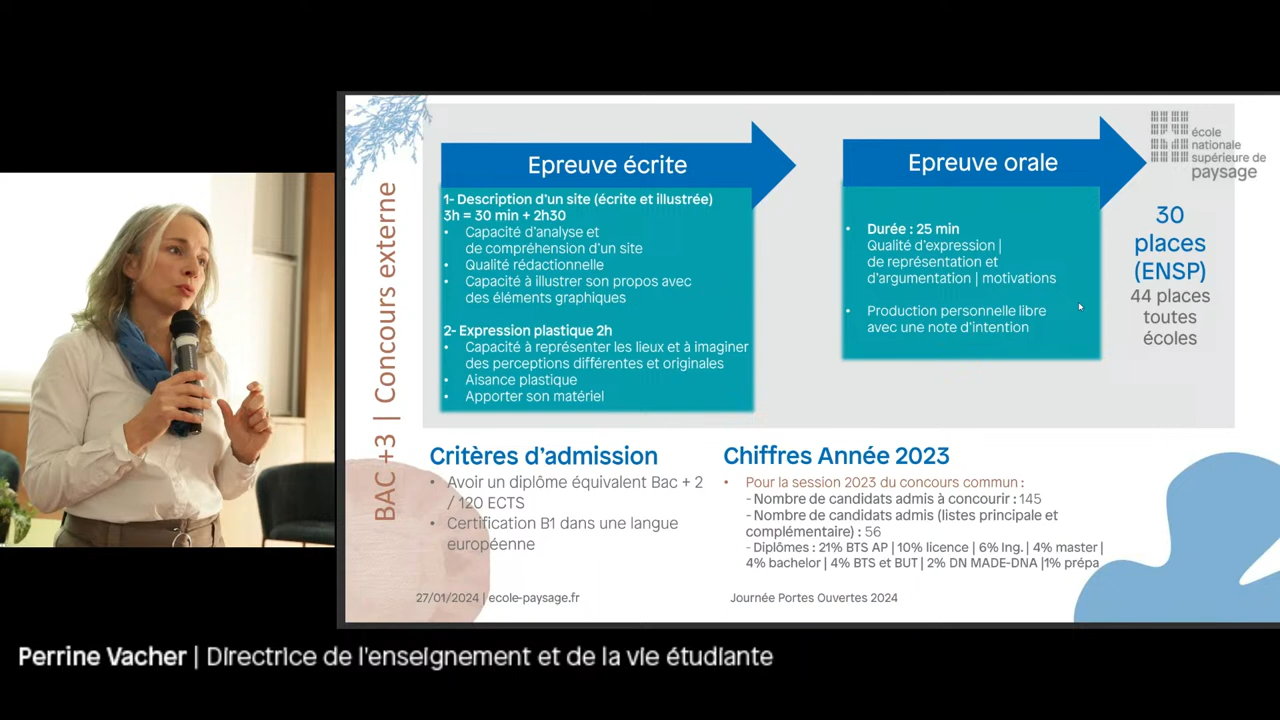 BAC +3 | Concours externe
Epreuve écrite
1- Description d'un site (écrite et illustrée)
3h = 30 min + 2h30
• Capacité d'analyse et
de compréhension d'un site
• Qualité rédactionnelle
• Capacité à illustrer son propos avec
des éléments graphiques
2- Expression plastique 2h
• Capacité à représenter les lieux et à imaginer
des perceptions différentes et originales
• Aisance plastique
• Apporter son matériel
Epreuve orale
• Durée : 25 min
Qualité d'expression |
de représentation et
d'argumentation | motivations
• Production personnelle libre
avec une note d'intention
école
nationale
supérieure de
paysage
30
places
(ENSP)
44 places
toutes
écoles
Critères d'admission
• Avoir un diplôme équivalent Bac + 2
/ 120 ECTS
• Certification B1 dans une langue
européenne
Chiffres Année 2023
• Pour la session 2023 du concours commun :
- Nombre de candidats admis à concourir : 145
- Nombre de candidats admis (listes principale et
complémentaire) : 56
- Diplômes : 21% BTS AP | 10% licence | 6% Ing. | 4% master |
4% bachelor | 4% BTS et BUT | 2% DN MADE-DNA |1% prépa
27/01/2024 | ecole-paysage.fr
Journée Portes Ouvertes 2024
Perrine Vacher | Directrice de l'enseignement et de la vie étudiante